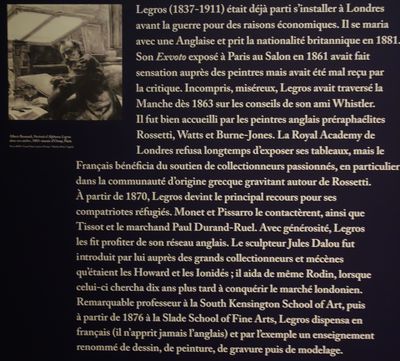 Legros (1837-1911) était déjà parti s'installer à Londres
avant la guerre pour des raisons économiques. Il se maria
avec une Anglaise et prit la nationalité britannique en 1881.
Son Exvoto exposé à Paris au Salon en 1861 avait fait
sensation auprès des peintres mais avait été mal reçu par
la critique. Incompris, miséreux, Legros avait traversé la
Manche dès 1863 sur les conseils de son ami Whistler.
Il fut bien accueilli par les peintres anglais préraphaélites
Rossetti, Watts et Burne-Jones. La Royal Academy de
Londres refusa longtemps d'exposer ses tableaux, mais le
Français bénéficia du soutien de collectionneurs passionnés, en particulier
dans la communauté d'origine grecque gravitant autour de Rossetti.
À partir de 1870, Legros devint le principal recours pour ses
compatriotes réfugiés. Monet et Pissarro le contactèrent, ainsi que
Tissot et le marchand Paul Durand-Ruel. Avec générosité, Legros
les fit profiter de son réseau anglais. Le sculpteur Jules Dalou fut
introduit par lui auprès des grands collectionneurs et mécènes
qu'étaient les Howard et les Ionidés ; il aida de même Rodin, lorsque
celui-ci chercha dix ans plus tard à conquérir le marché londonien.
Remarquable professeur à la South Kensington School of Art, puis
à partir de 1876 à la Slade School of Fine Arts, Legros dispensa en
français (il n'apprit jamais l'anglais) et par l'exemple un enseignement
renommé de dessin, de peinture, de gravure puis de modelage.